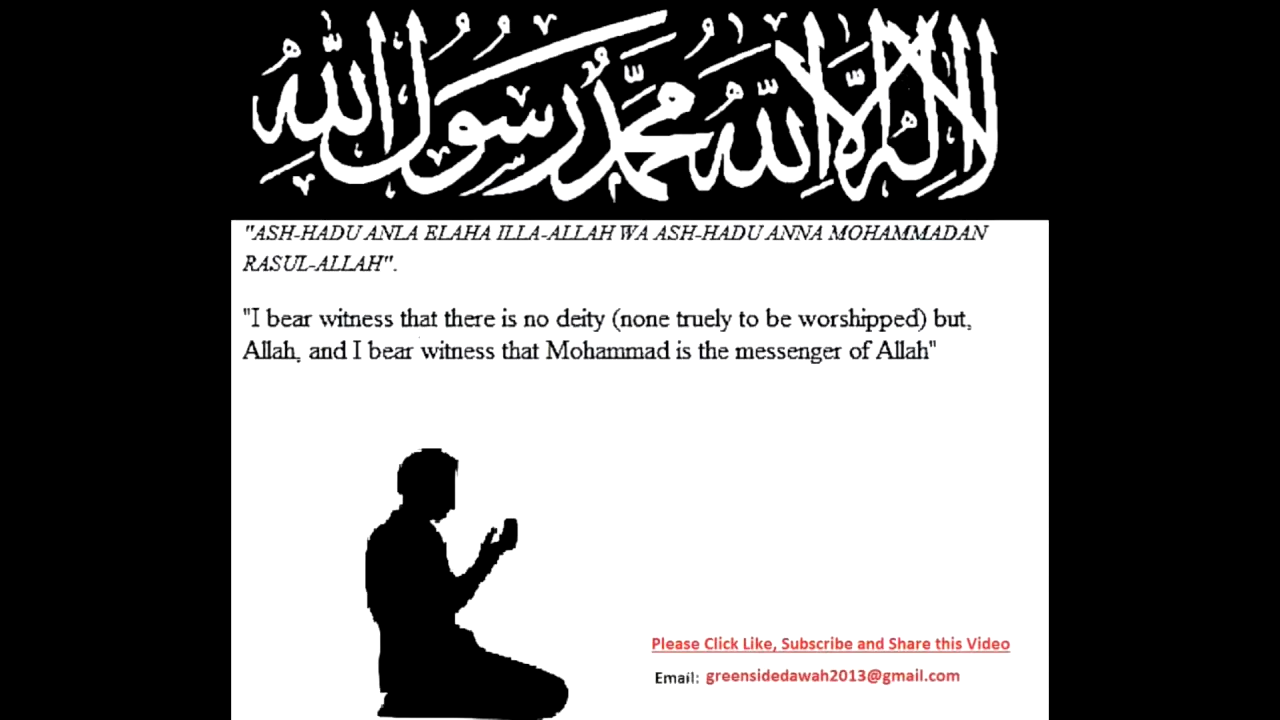 لا إله إلا الله محمد رسول الله
"ASH-HADU ANLA ELAHA ILLA-ALLAH WA ASH-HADU ANNA MOHAMMADAN
RASUL-ALLAH".
"I bear witness that there is no deity (none truely to be worshipped) but,
Allah, and I bear witness that Mohammad is the messenger of Allah"
Please Click Like, Subscribe and Share this Video
Email: greensidedawah2013@gmail.com